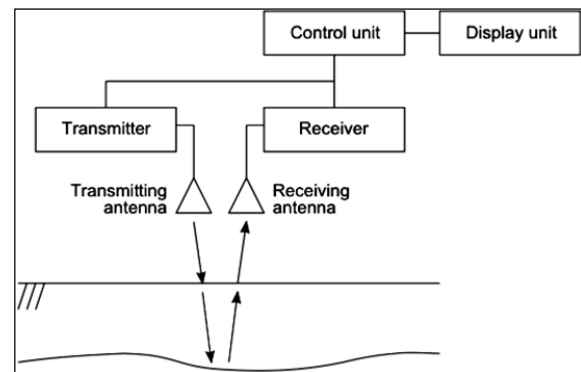 Control unit
Display unit
Transmitter
Receiver
Transmitting
antenna
Receiving
antenna